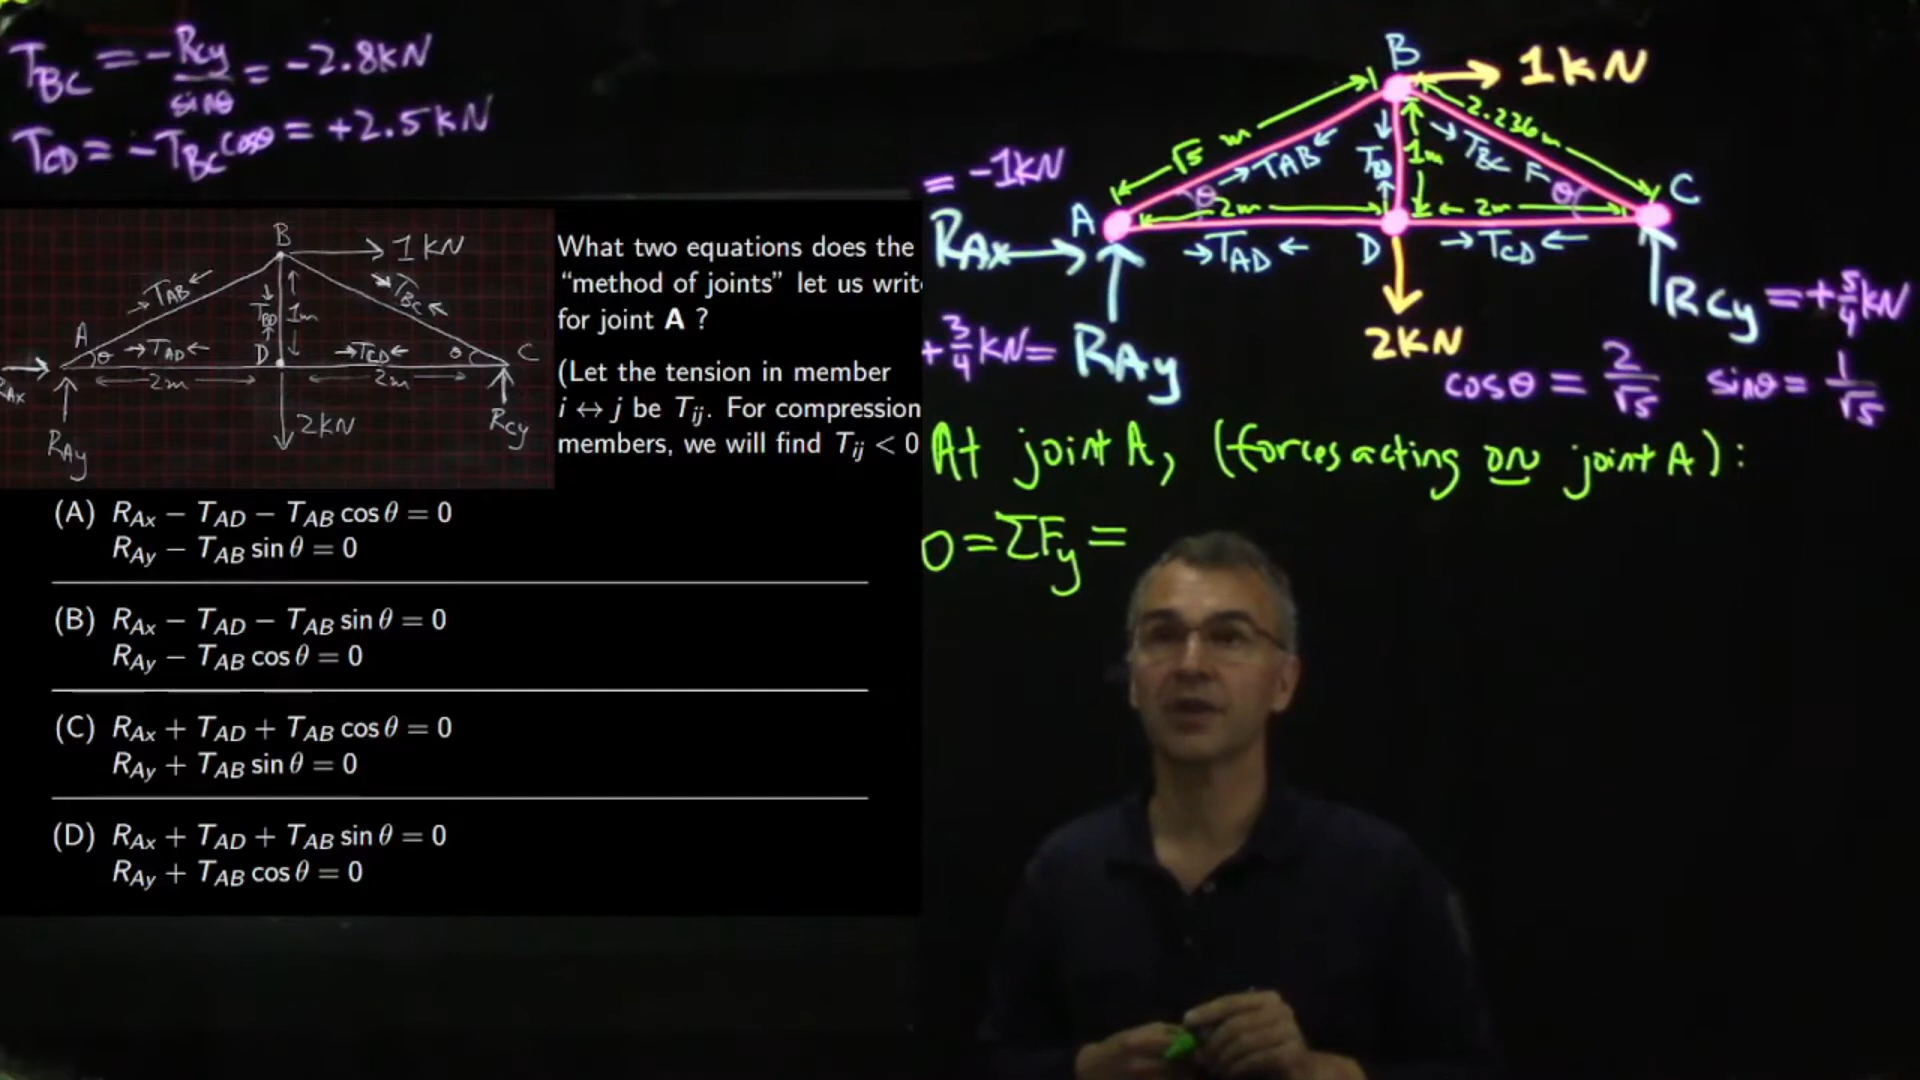 T_BC = -R_Cy/sinθ = -2.8kN
T_CD = -T_BC cosθ = +2.5kN
B
1kN
T_AB
T_BC
T_BD
1m
A
θ
T_AD
D
T_CD
θ
C
2m
2m
R_Ax
R_Ay
2kN
R_Cy
What two equations does the
“method of joints” let us writ
for joint A ?
(Let the tension in member
i ↔ j be T_ij. For compression
members, we will find T_ij < 0
(A) R_Ax − T_AD − T_AB cos θ = 0
R_Ay − T_AB sin θ = 0
(B) R_Ax − T_AD − T_AB sin θ = 0
R_Ay − T_AB cos θ = 0
(C) R_Ax + T_AD + T_AB cos θ = 0
R_Ay + T_AB sin θ = 0
(D) R_Ax + T_AD + T_AB sin θ = 0
R_Ay + T_AB cos θ = 0
B
1kN
√5 m
2.236m
T_AB
T_BD
1m
T_BC
= -1kN
A
θ
2m
2m
θ
C
R_Ax
T_AD
D
T_CD
R_Cy = +5/4 kN
+3/4 kN = R_Ay
2kN
cosθ = 2/√5 sinθ = 1/√5
At joint A, (forces acting on joint A):
0 = ΣF_y =